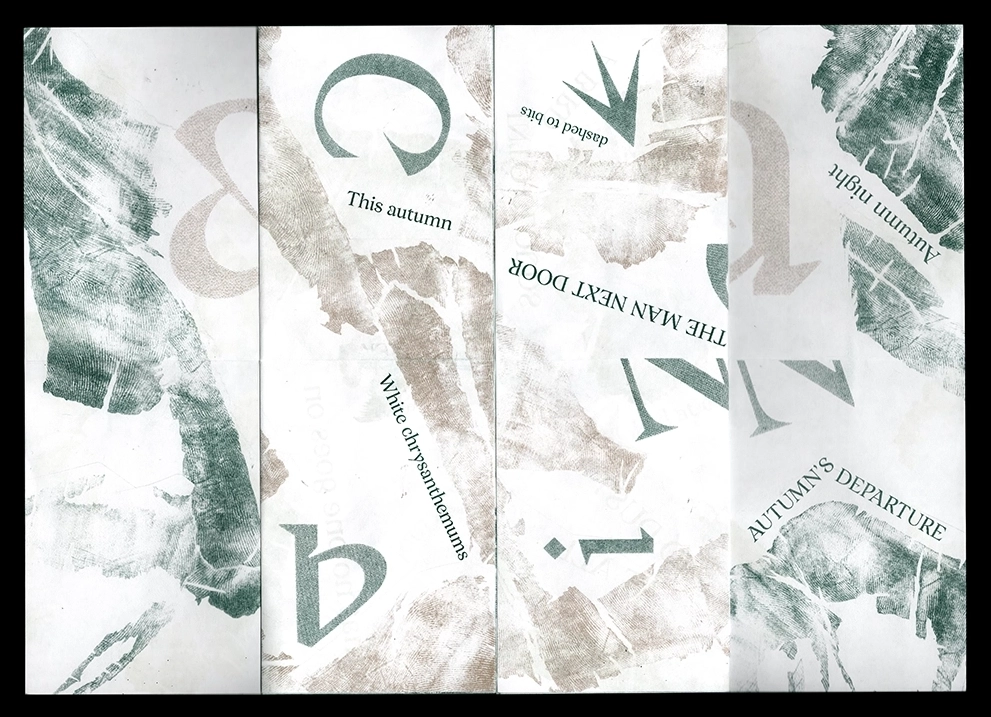 &
C
This autumn
White chrysanthemums
dashed to bits
THE MAN NEXT DOOR
i
Autumn night
AUTUMN'S DEPARTURE